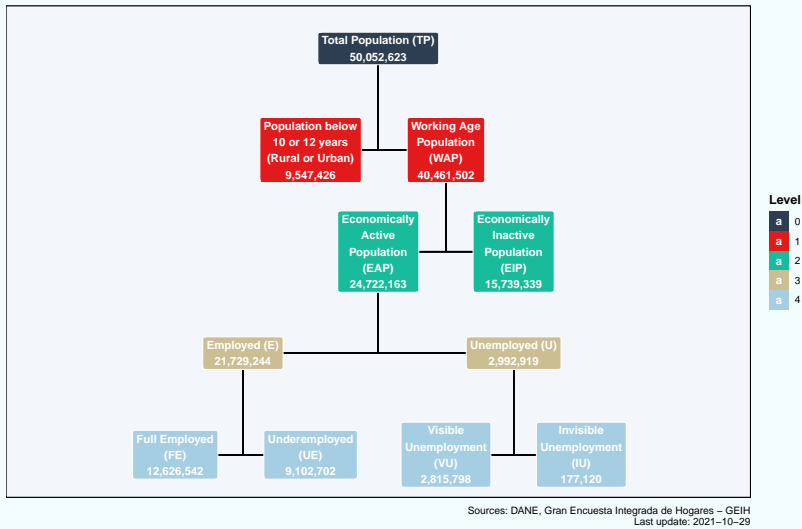 Total Population (TP)
50,052,623
Population below
10 or 12 years
(Rural or Urban)
9,547,426
Working Age
Population
(WAP)
40,461,502
Economically
Active
Population
(EAP)
24,722,163
Economically
Inactive
Population
(EIP)
15,739,339
Employed (E)
21,729,244
Unemployed (U)
2,992,919
Full Employed
(FE)
12,626,542
Underemployed
(UE)
9,102,702
Visible
Unemployment
(VU)
2,815,798
Invisible
Unemployment
(IU)
177,120
Level
a 0
a 1
a 2
a 3
a 4
Sources: DANE, Gran Encuesta Integrada de Hogares – GEIH
Last update: 2021−10−29